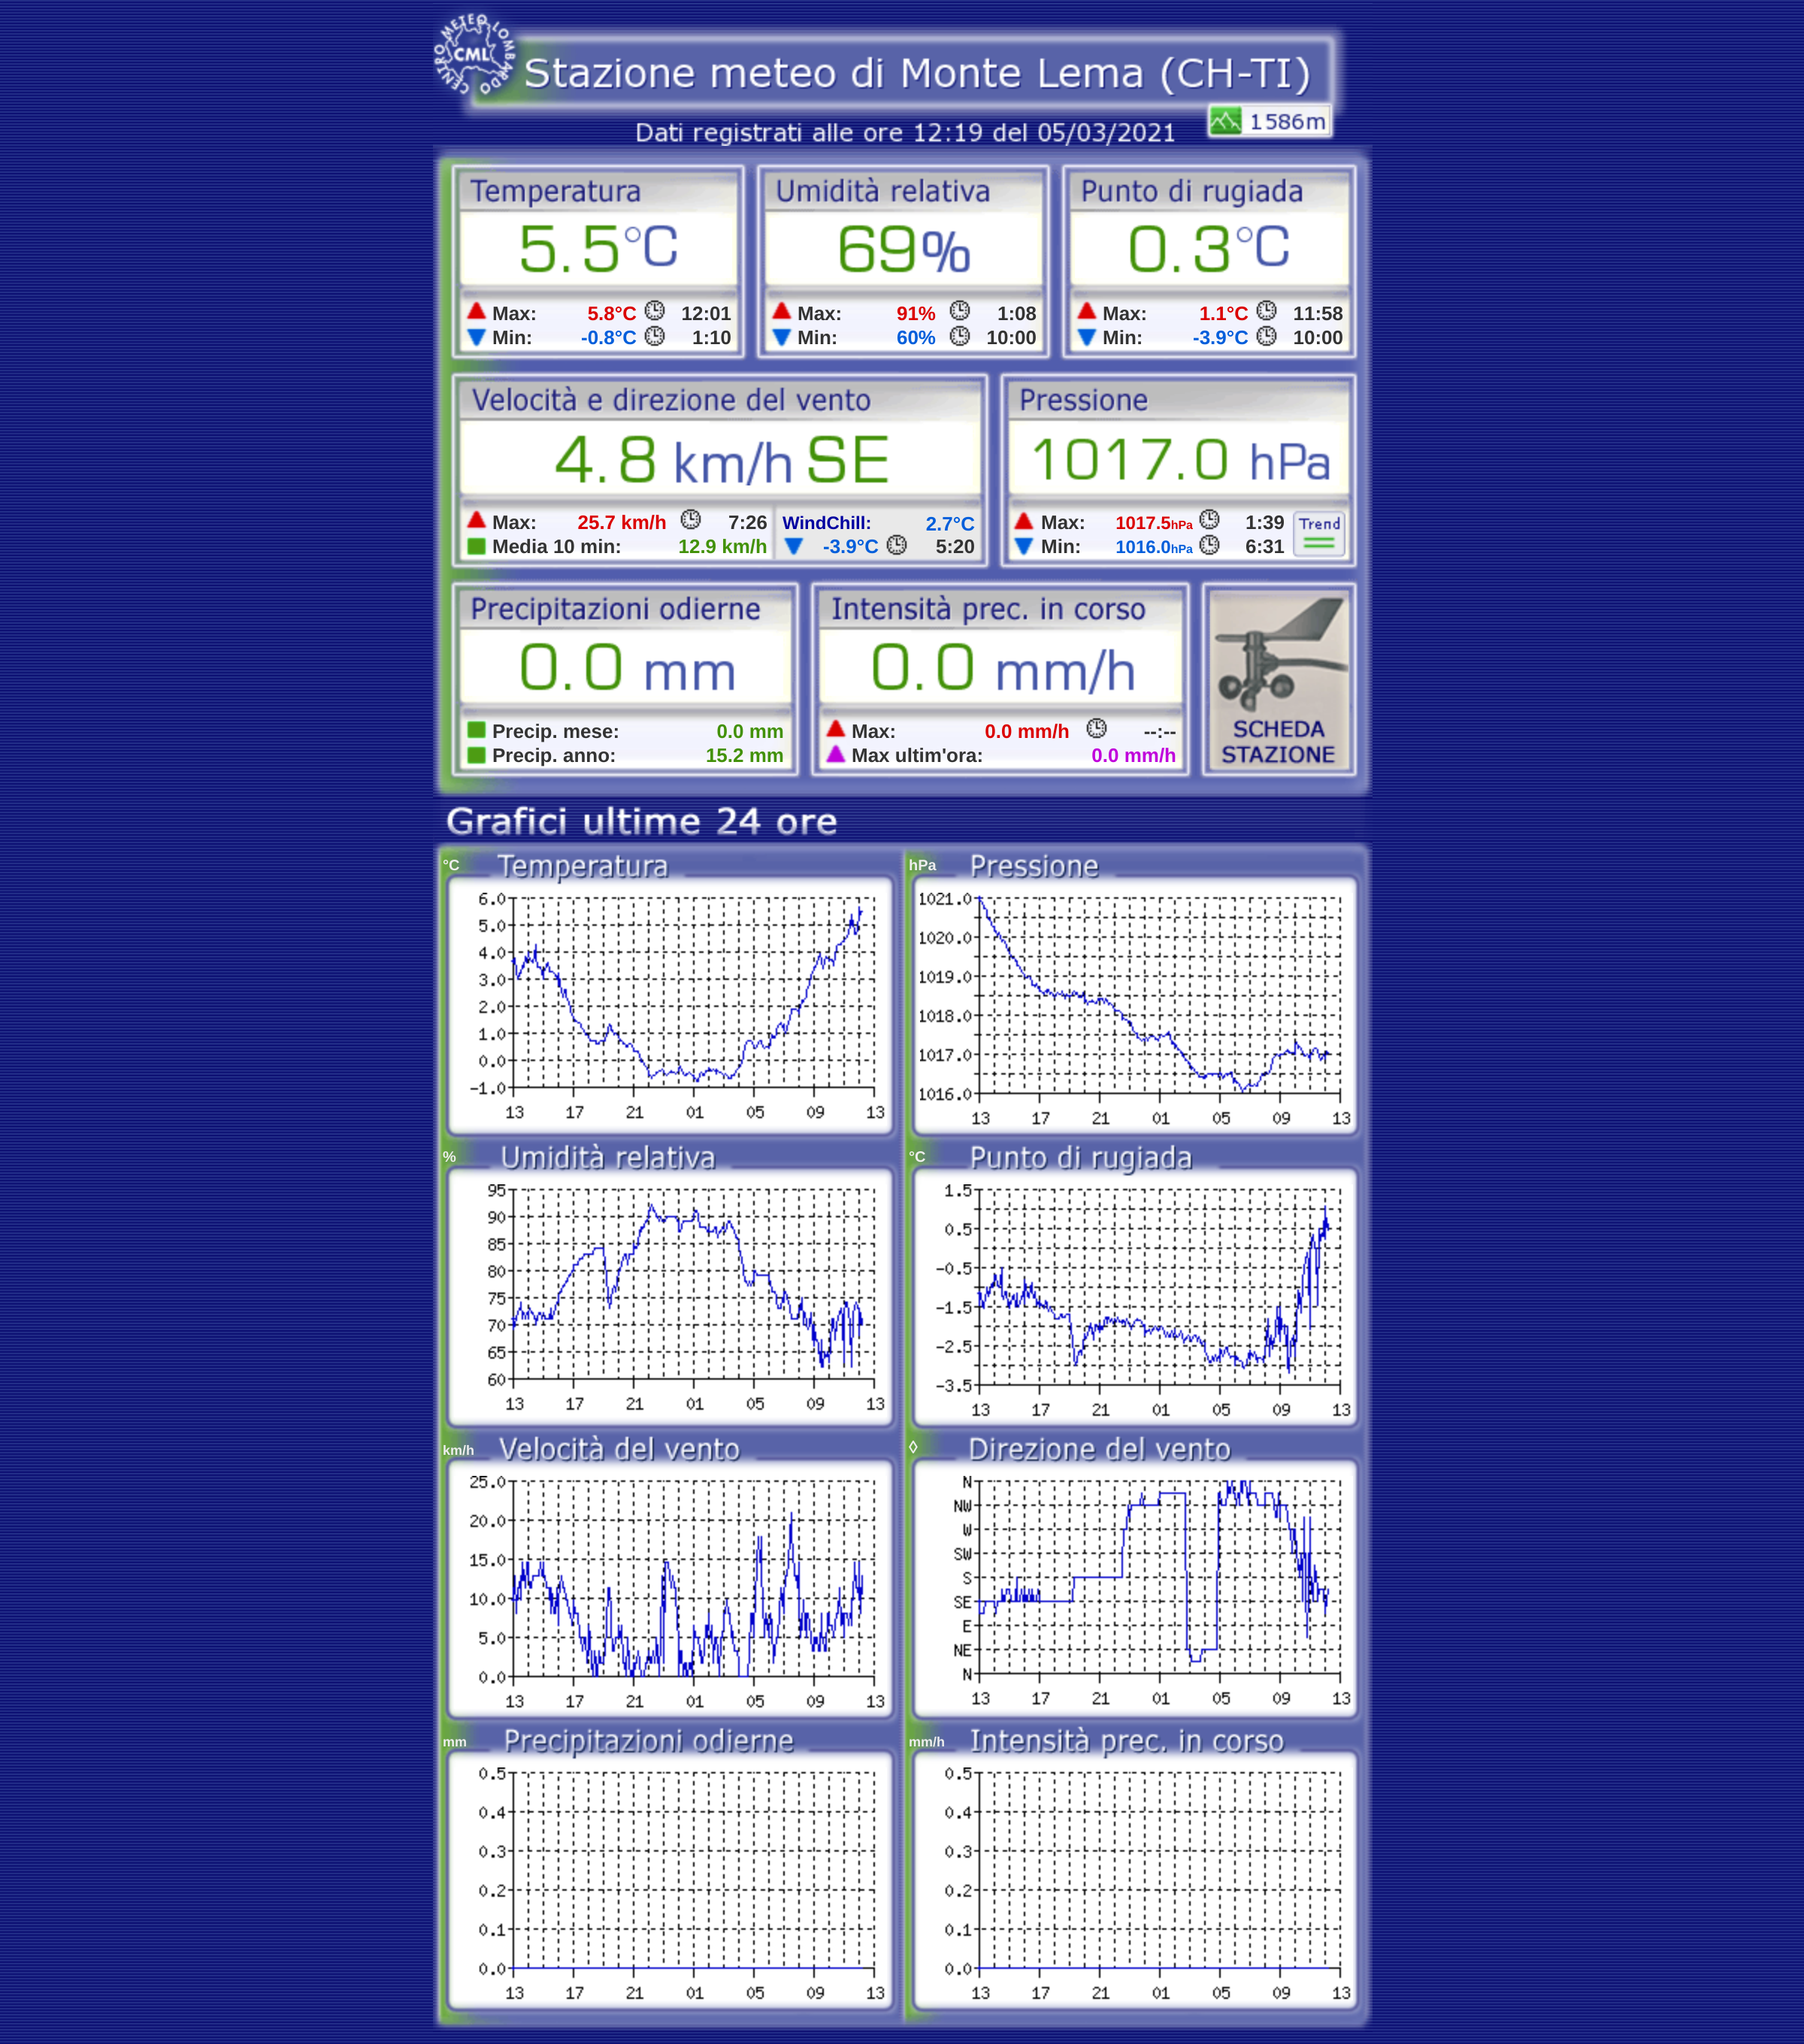 CENTRO METEO LOMBARDO
CML
Stazione meteo di Monte Lema (CH-TI)
1586m
Dati registrati alle ore 12:19 del 05/03/2021
Temperatura Umidità relativa Punto di rugiada
5.5°C 69% 0.3°C
Max: 5.8°C 12:01 Max: 91% 1:08 Max: 1.1°C 11:58
Min: -0.8°C 1:10 Min: 60% 10:00 Min: -3.9°C 10:00
Velocità e direzione del vento Pressione
4.8 km/h SE 1017.0 hPa
Max: 25.7 km/h 7:26 WindChill: 2.7°C Max: 1017.5hPa 1:39 Trend
Media 10 min: 12.9 km/h -3.9°C 5:20 Min: 1016.0hPa 6:31
Precipitazioni odierne Intensità prec. in corso
0.0 mm 0.0 mm/h
Precip. mese: 0.0 mm Max: 0.0 mm/h --:--
Precip. anno: 15.2 mm Max ultim'ora: 0.0 mm/h
SCHEDA
STAZIONE
Grafici ultime 24 ore
°C Temperatura
6.0
5.0
4.0
3.0
2.0
1.0
0.0
-1.0
13 17 21 01 05 09 13
hPa Pressione
1021.0
1020.0
1019.0
1018.0
1017.0
1016.0
13 17 21 01 05 09 13
% Umidità relativa
95
90
85
80
75
70
65
60
13 17 21 01 05 09 13
°C Punto di rugiada
1.5
0.5
-0.5
-1.5
-2.5
-3.5
13 17 21 01 05 09 13
km/h Velocità del vento
25.0
20.0
15.0
10.0
5.0
0.0
13 17 21 01 05 09 13
◊ Direzione del vento
N
NW
W
SW
S
SE
E
NE
N
13 17 21 01 05 09 13
mm Precipitazioni odierne
0.5
0.4
0.3
0.2
0.1
0.0
13 17 21 01 05 09 13
mm/h Intensità prec. in corso
0.5
0.4
0.3
0.2
0.1
0.0
13 17 21 01 05 09 13